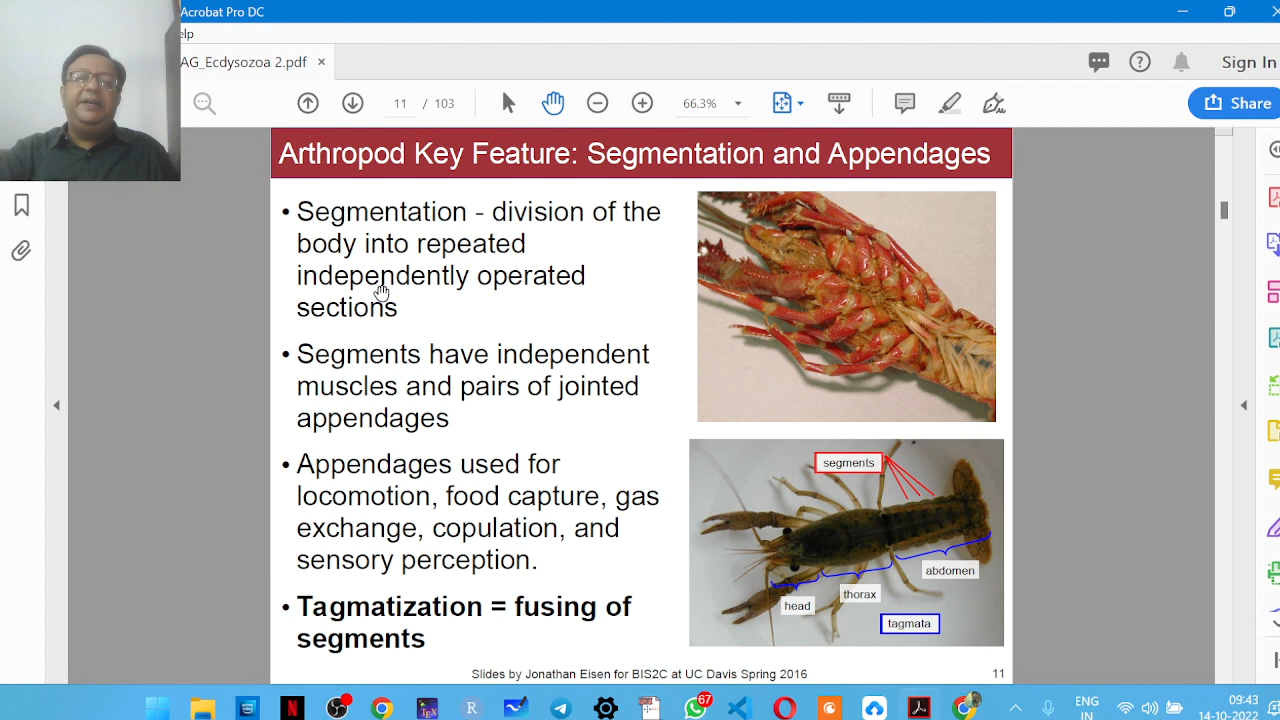 Acrobat Pro DC
elp
AG_Ecdysozoa 2.pdf ×
Sign In
11 / 103
66.3%
Share
Arthropod Key Feature: Segmentation and Appendages
• Segmentation - division of the
body into repeated
independently operated
sections
• Segments have independent
muscles and pairs of jointed
appendages
• Appendages used for
locomotion, food capture, gas
exchange, copulation, and
sensory perception.
• Tagmatization = fusing of
segments
segments
abdomen
thorax
head
tagmata
Slides by Jonathan Eisen for BIS2C at UC Davis Spring 2016
11
67
ENG
IN
09:43
14-10-2022